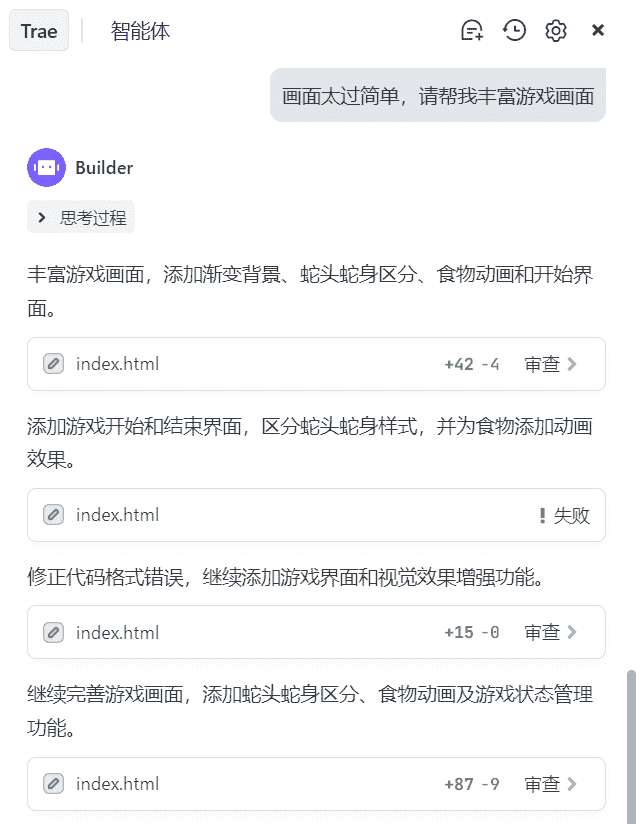 Trae 智能体
画面太过简单，请帮我丰富游戏画面
Builder
思考过程
丰富游戏画面，添加渐变背景、蛇头蛇身区分、食物动画和开始界
面。
index.html +42 -4 审查
添加游戏开始和结束界面，区分蛇头蛇身样式，并为食物添加动画
效果。
index.html ! 失败
修正代码格式错误，继续添加游戏界面和视觉效果增强功能。
index.html +15 -0 审查
继续完善游戏画面，添加蛇头蛇身区分、食物动画及游戏状态管理
功能。
index.html +87 -9 审查